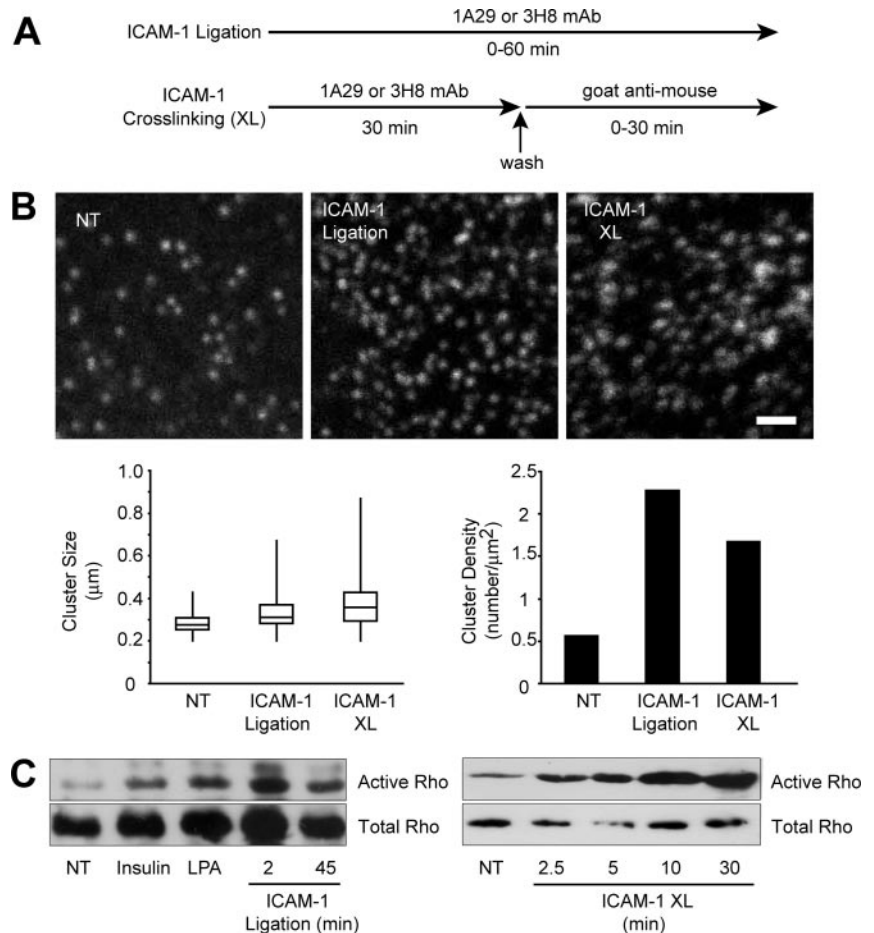 A
ICAM-1 Ligation
1A29 or 3H8 mAb
0-60 min
ICAM-1
Crosslinking (XL)
1A29 or 3H8 mAb
30 min
wash
goat anti-mouse
0-30 min
B
NT
ICAM-1
Ligation
ICAM-1
XL
Cluster Size
(μm)
1.0
0.8
0.6
0.4
0.2
0
NT
ICAM-1
Ligation
ICAM-1
XL
Cluster Density
(number/μm2)
2.5
2
1.5
1
0.5
0
NT
ICAM-1
Ligation
ICAM-1
XL
C
Active Rho
Total Rho
NT Insulin LPA 2 45
ICAM-1
Ligation (min)
Active Rho
Total Rho
NT 2.5 5 10 30
ICAM-1 XL
(min)